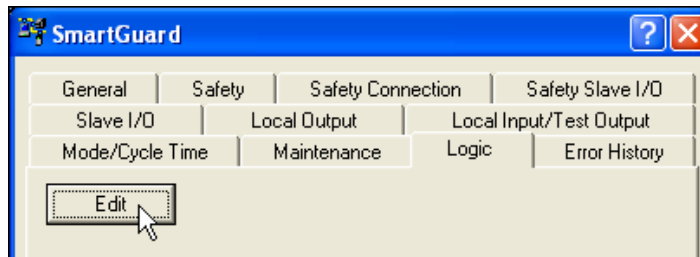 SmartGuard
General Safety Safety Connection Safety Slave I/O
Slave I/O Local Output Local Input/Test Output
Mode/Cycle Time Maintenance Logic Error History
Edit